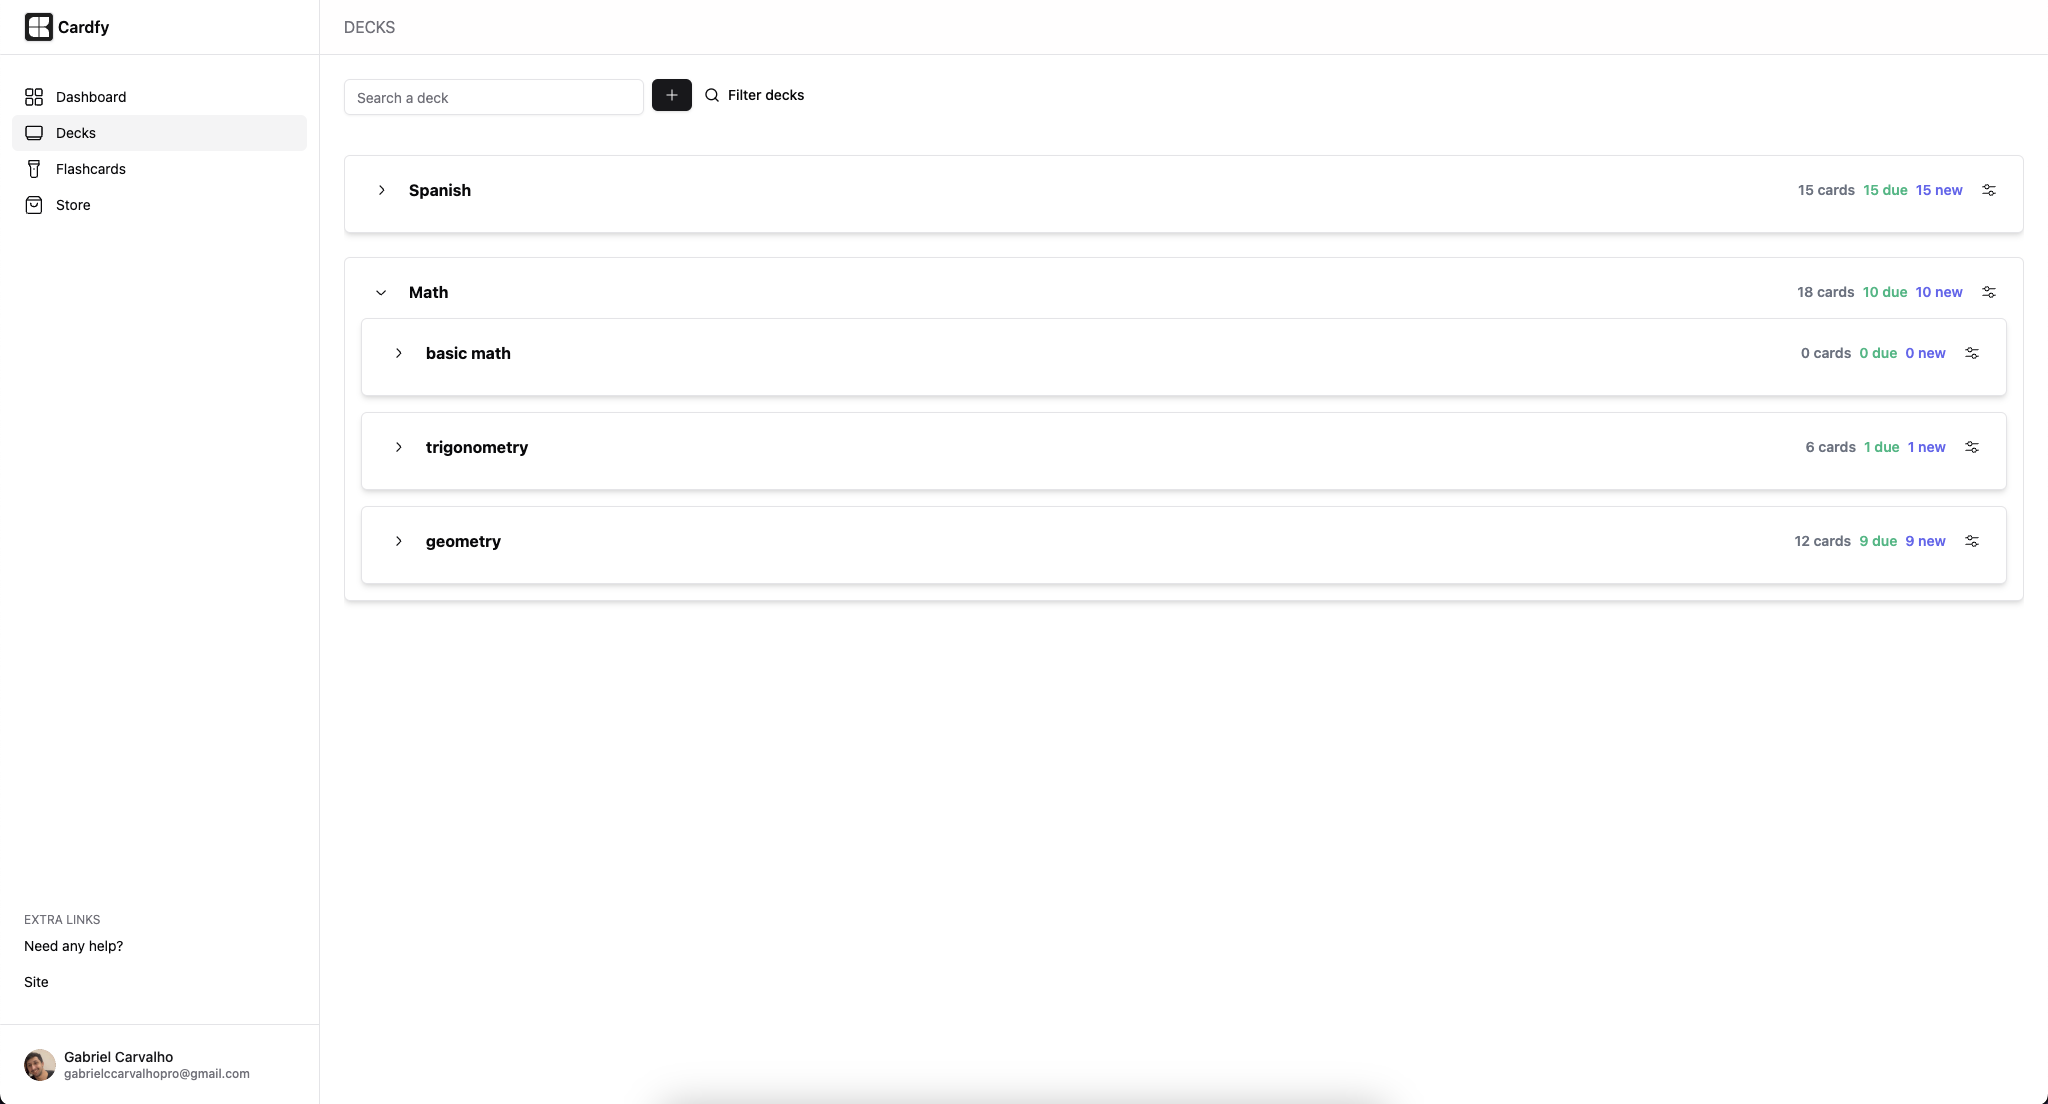 Cardfy
DECKS
Dashboard
Decks
Flashcards
Store
Search a deck
+
Filter decks
Spanish
15 cards 15 due 15 new
Math
18 cards 10 due 10 new
basic math
0 cards 0 due 0 new
trigonometry
6 cards 1 due 1 new
geometry
12 cards 9 due 9 new
EXTRA LINKS
Need any help?
Site
Gabriel Carvalho
gabrielccarvalhopro@gmail.com